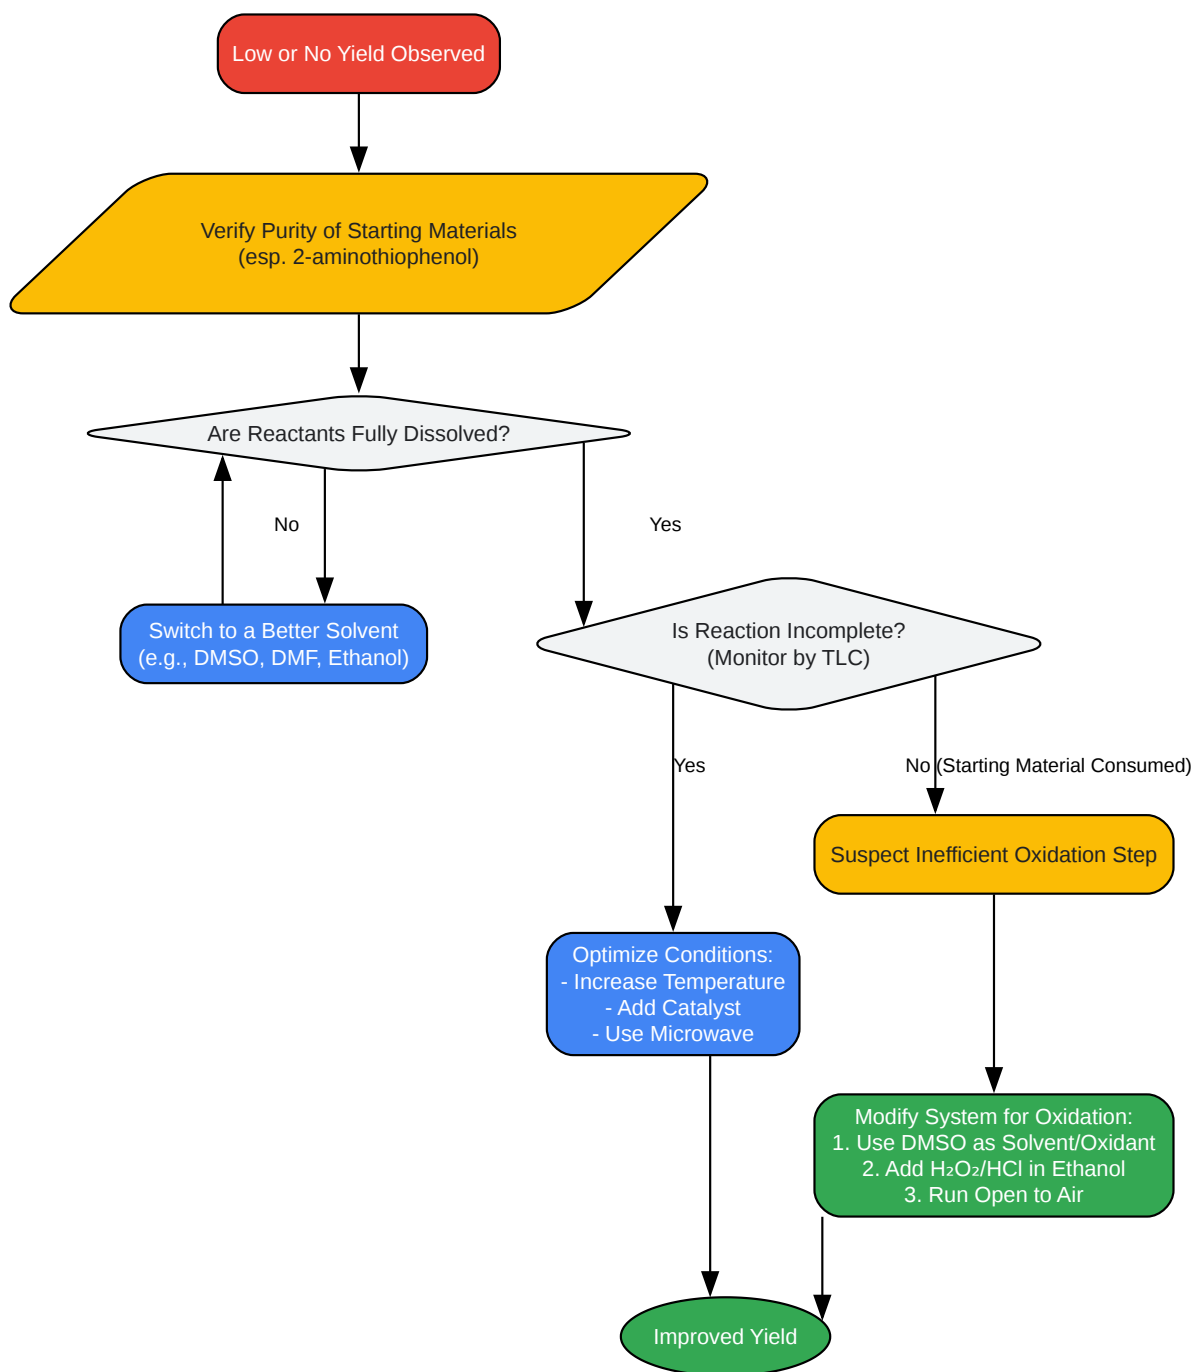 Low or No Yield Observed
Verify Purity of Starting Materials
(esp. 2-aminothiophenol)
Are Reactants Fully Dissolved?
No
Yes
Switch to a Better Solvent
(e.g., DMSO, DMF, Ethanol)
Is Reaction Incomplete?
(Monitor by TLC)
Yes
No (Starting Material Consumed)
Suspect Inefficient Oxidation Step
Optimize Conditions:
- Increase Temperature
- Add Catalyst
- Use Microwave
Modify System for Oxidation:
1. Use DMSO as Solvent/Oxidant
2. Add H₂O₂/HCl in Ethanol
3. Run Open to Air
Improved Yield